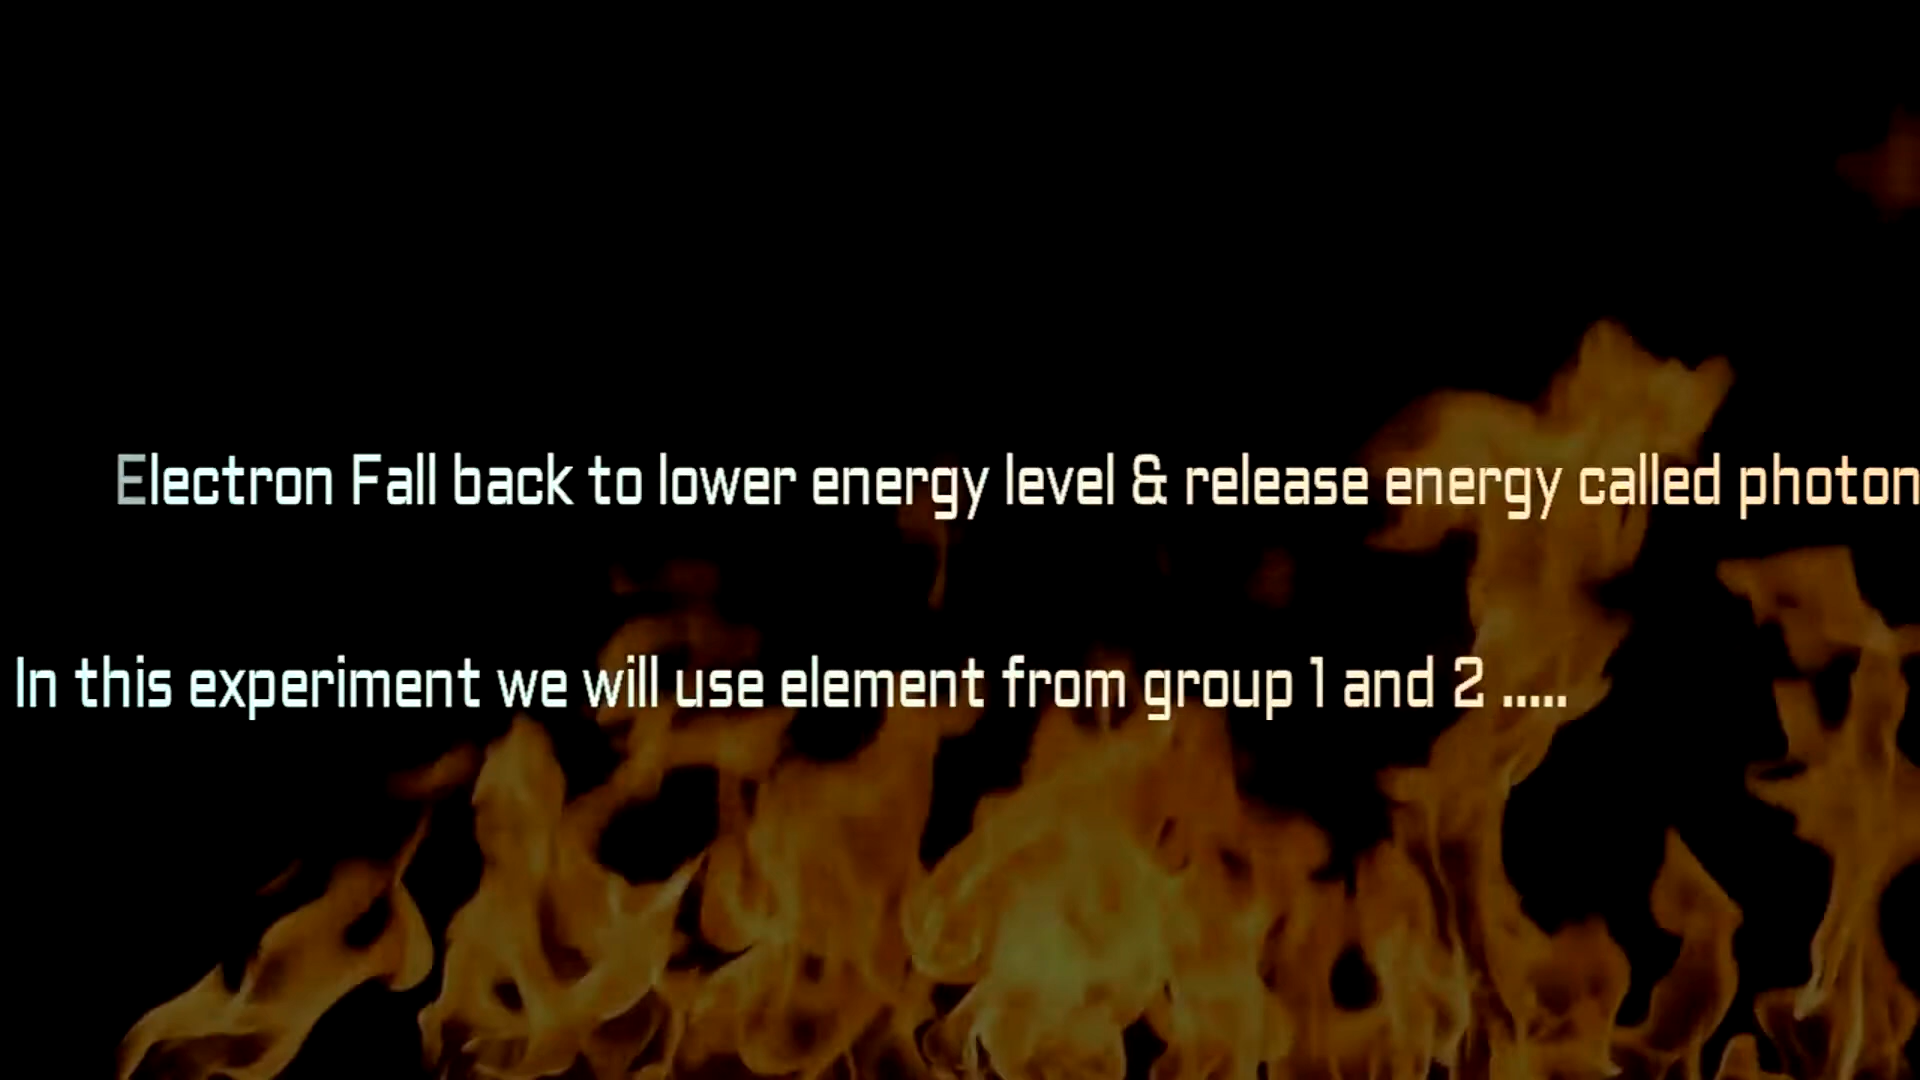 Electron Fall back to lower energy level & release energy called photon
In this experiment we will use element from group 1 and 2 .....